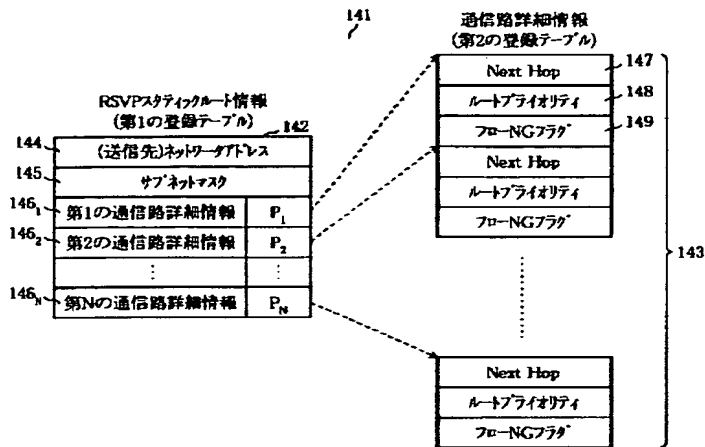 141
RSVPスタティックルート情報
(第1の登録テーブル)
142
144
(送信先)ネットワークアドレス
145
サブネットマスク
146₁
第1の通信路詳細情報
P₁
146₂
第2の通信路詳細情報
P₂
⋮
⋮
146N
第Nの通信路詳細情報
PN
通信路詳細情報
(第2の登録テーブル)
Next Hop
147
ルートプライオリティ
148
フローNGフラグ
149
Next Hop
ルートプライオリティ
フローNGフラグ
143
Next Hop
ルートプライオリティ
フローNGフラグ